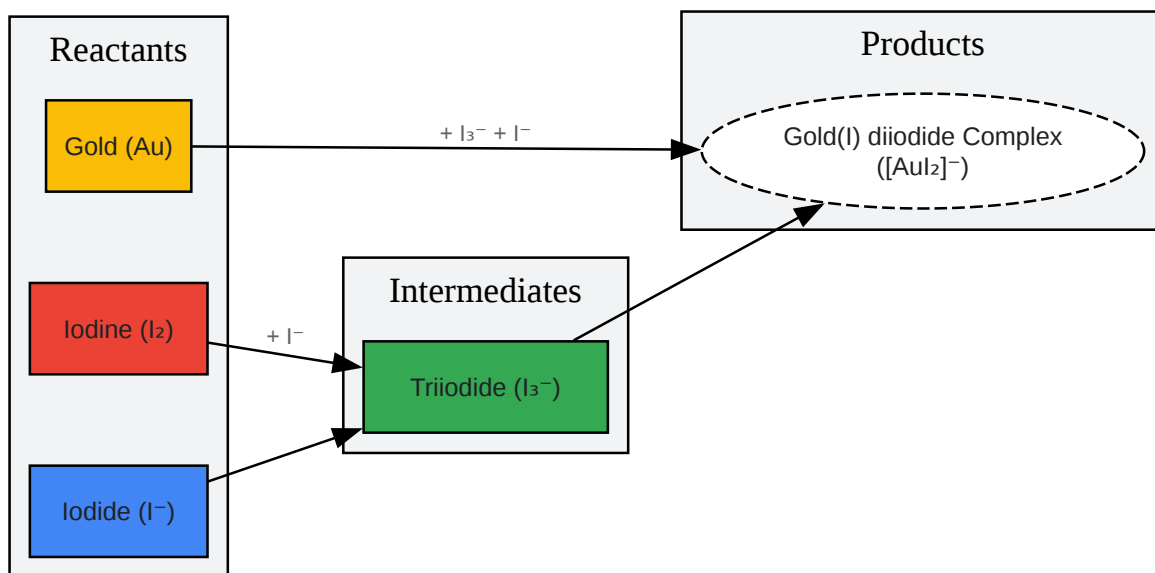 Reactants
Gold (Au)
Iodine (I₂)
Iodide (I⁻)
+ I₃⁻ + I⁻
+ I⁻
Intermediates
Triiodide (I₃⁻)
Products
Gold(I) diiodide Complex
([AuI₂]⁻)